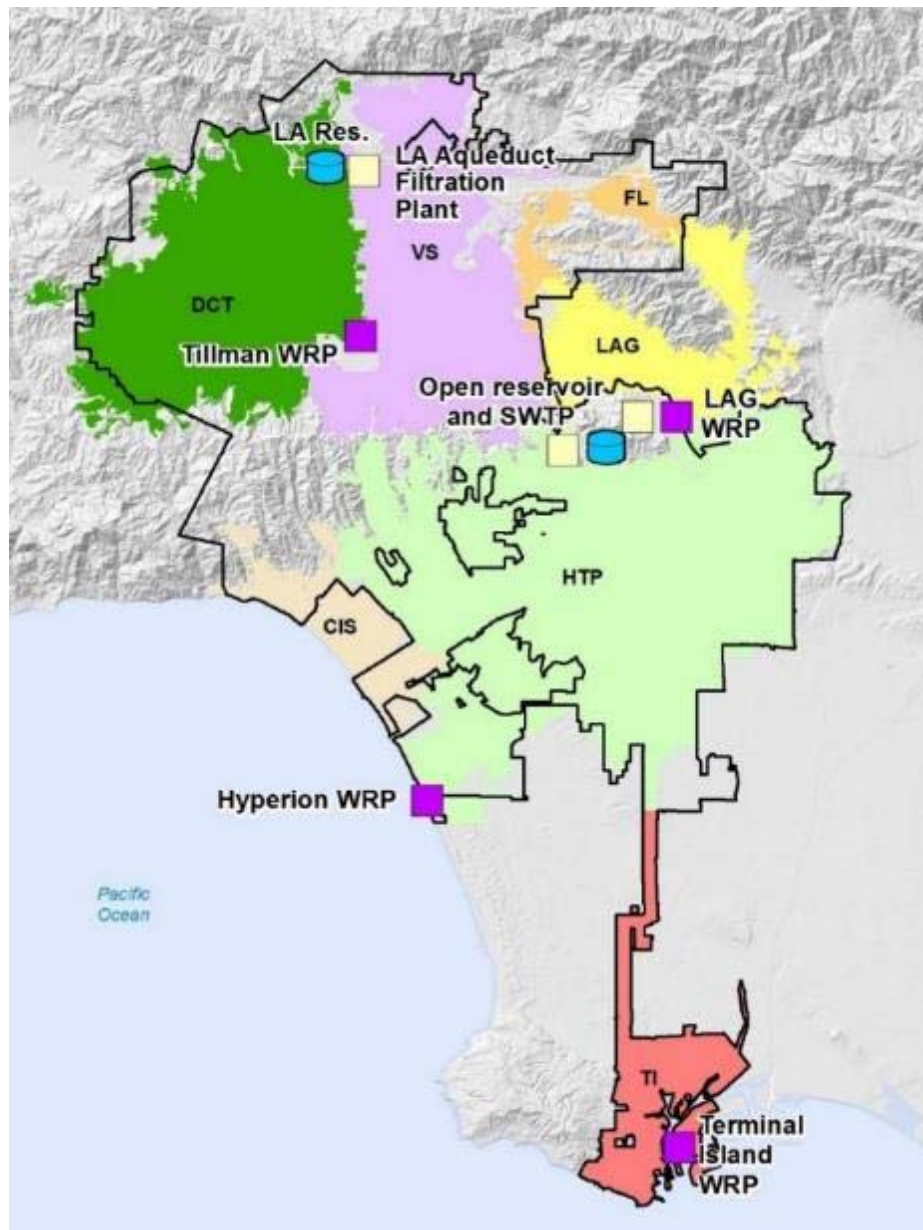 LA Res.
LA Aqueduct
Filtration
Plant
FL
VS
DCT
Tillman WRP
LAG
Open reservoir
and SWTP
LAG
WRP
HTP
CIS
Hyperion WRP
Pacific
Ocean
TI
Terminal
Island
WRP